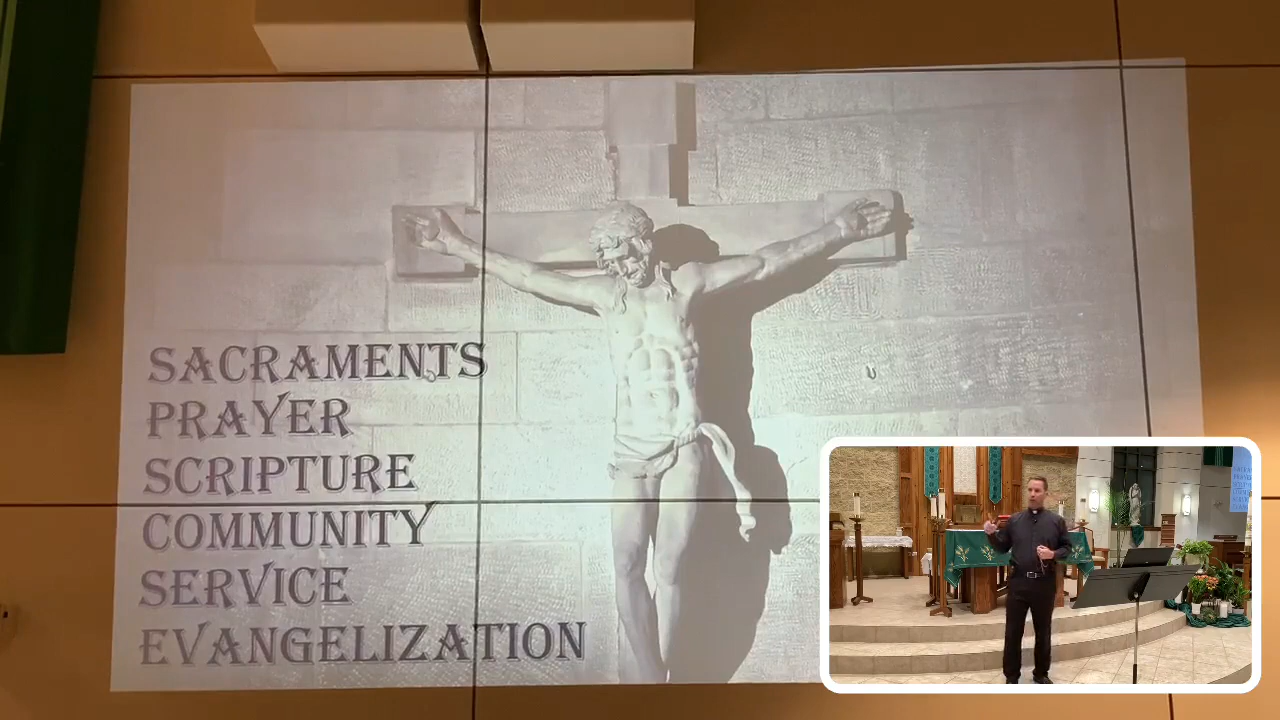 SACRAMENTS
PRAYER
SCRIPTURE
COMMUNITY
SERVICE
EVANGELIZATION